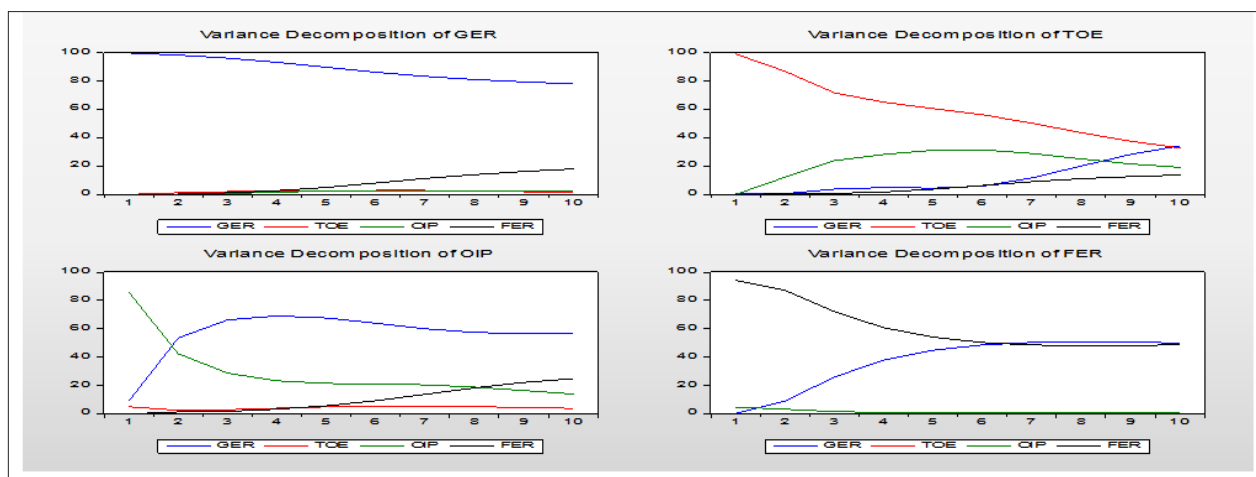 Variance Decomposition of GER
100
80
60
40
20
0
1 2 3 4 5 6 7 8 9 10
GER TOE OIP FER
Variance Decomposition of TOE
100
80
60
40
20
0
1 2 3 4 5 6 7 8 9 10
GER TOE OIP FER
Variance Decomposition of OIP
100
80
60
40
20
0
1 2 3 4 5 6 7 8 9 10
GER TOE OIP FER
Variance Decomposition of FER
100
80
60
40
20
0
1 2 3 4 5 6 7 8 9 10
GER TOE OIP FER